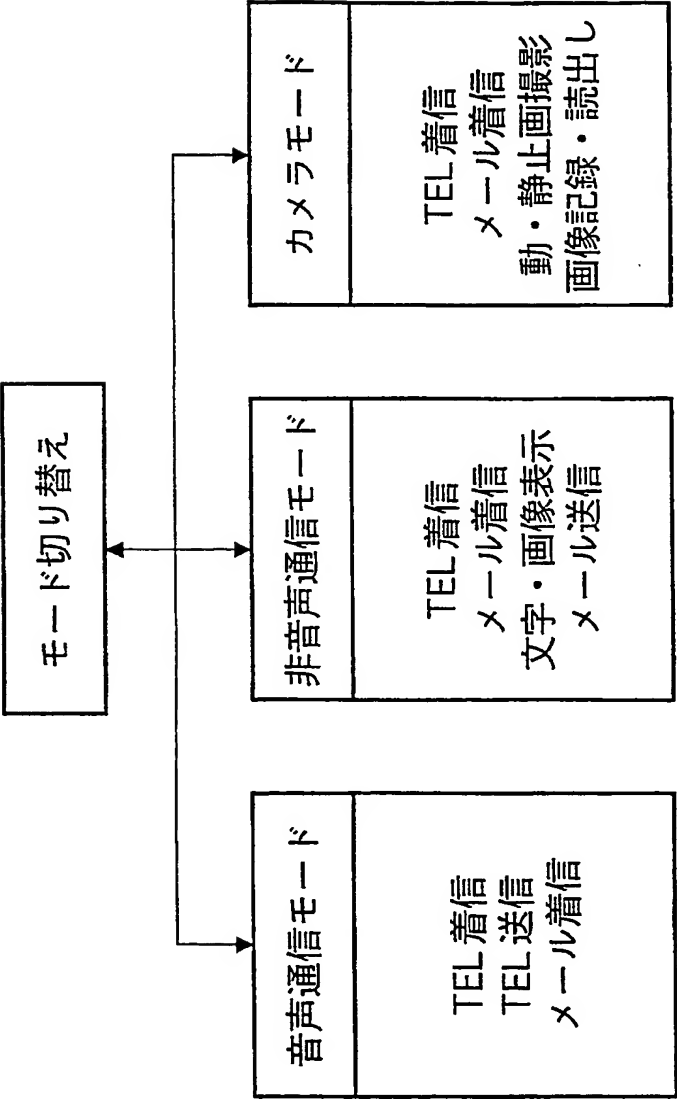 モード切り替え
音声通信モード
TEL着信
TEL送信
メール着信
非音声通信モード
TEL着信
メール着信
文字・画像表示
メール送信
カメラモード
TEL着信
メール着信
動・静止画撮影
画像記録・読出し